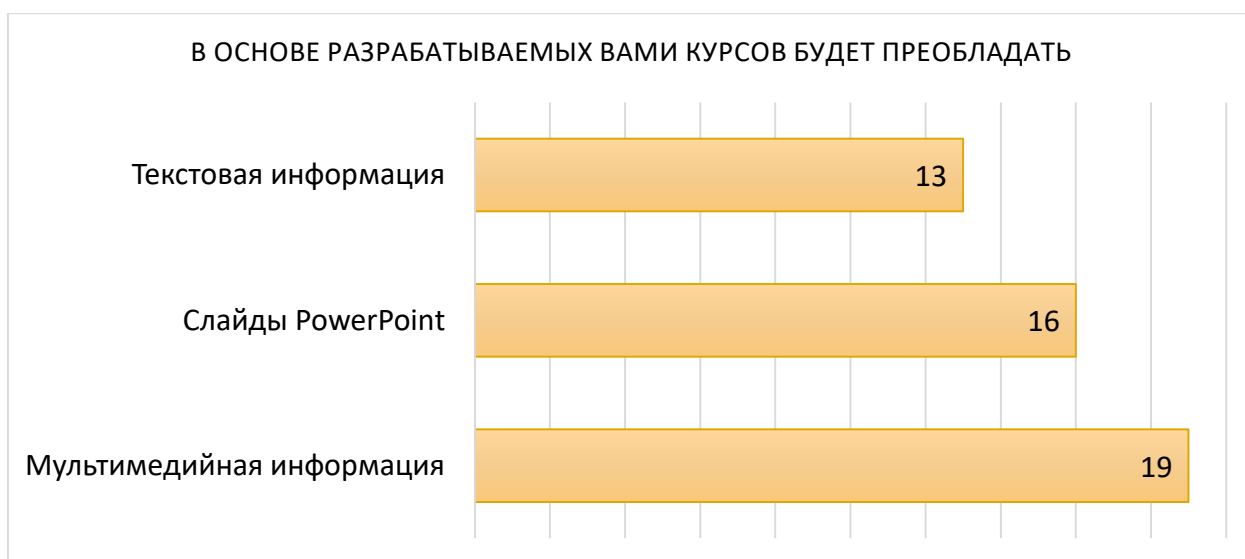 В ОСНОВЕ РАЗРАБАТЫВАЕМЫХ ВАМИ КУРСОВ БУДЕТ ПРЕОБЛАДАТЬ
Текстовая информация 13
Слайды PowerPoint 16
Мультимедийная информация 19